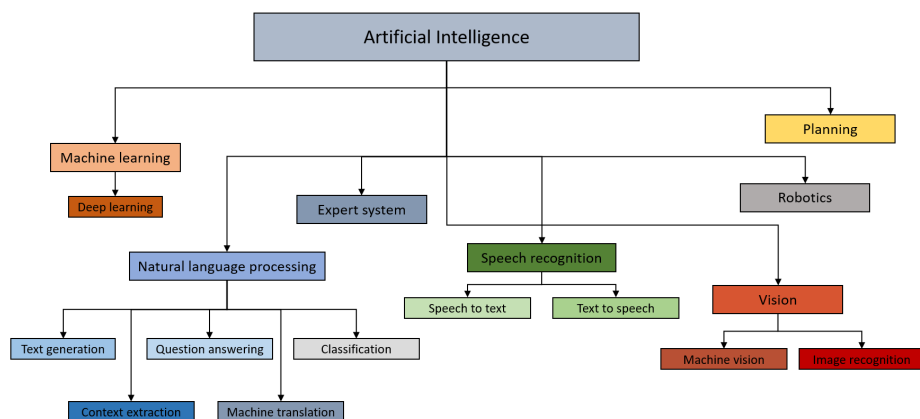 Artificial Intelligence
Planning
Machine learning
Robotics
Deep learning
Expert system
Speech recognition
Natural language processing
Vision
Speech to text
Text to speech
Text generation
Question answering
Classification
Machine vision
Image recognition
Context extraction
Machine translation